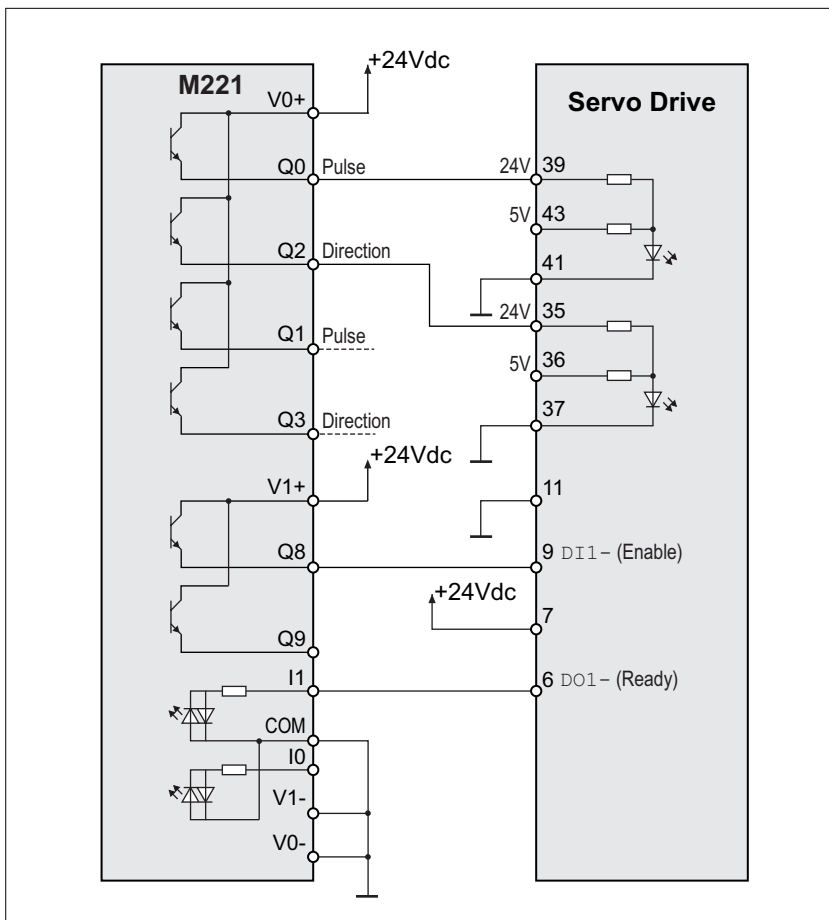 M221
V0+
+24Vdc
Q0 Pulse
Q2 Direction
Q1 Pulse
Q3 Direction
V1+
+24Vdc
Q8
Q9
I1
COM
I0
V1-
V0-
Servo Drive
24V 39
5V 43
41
24V 35
5V 36
37
11
9 DI1- (Enable)
+24Vdc
7
6 DO1- (Ready)